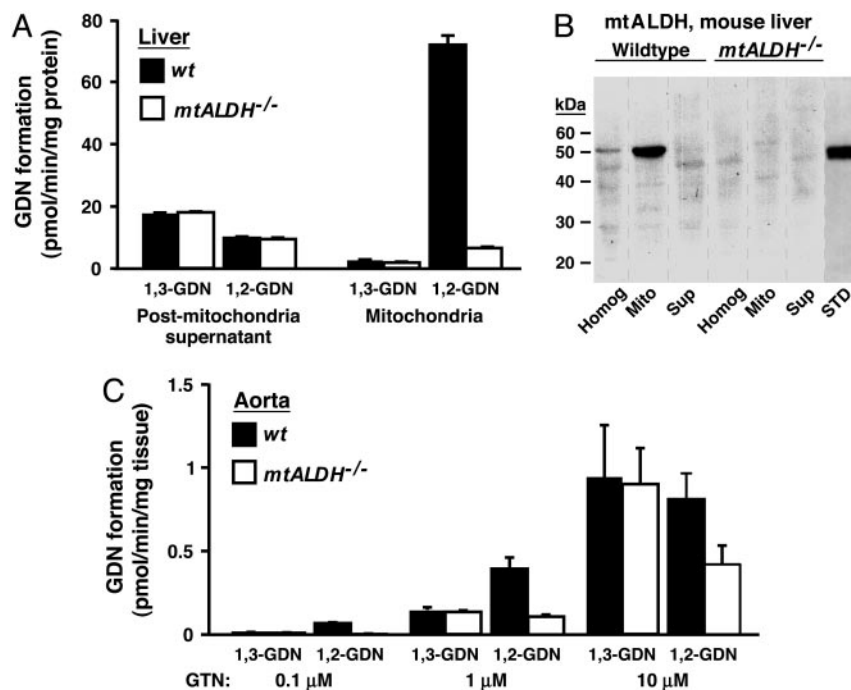 A
GDN formation
(pmol/min/mg protein)
80
60
40
20
0
Liver
wt
mtALDH-/-
1,3-GDN 1,2-GDN 1,3-GDN 1,2-GDN
Post-mitochondria
supernatant
Mitochondria
B
mtALDH, mouse liver
Wildtype mtALDH-/-
kDa
60
50
40
30
20
Homog Mito Sup Homog Mito Sup STD
C
GDN formation
(pmol/min/mg tissue)
1.5
1
0.5
0
Aorta
wt
mtALDH-/-
1,3-GDN 1,2-GDN 1,3-GDN 1,2-GDN 1,3-GDN 1,2-GDN
GTN: 0.1 µM 1 µM 10 µM